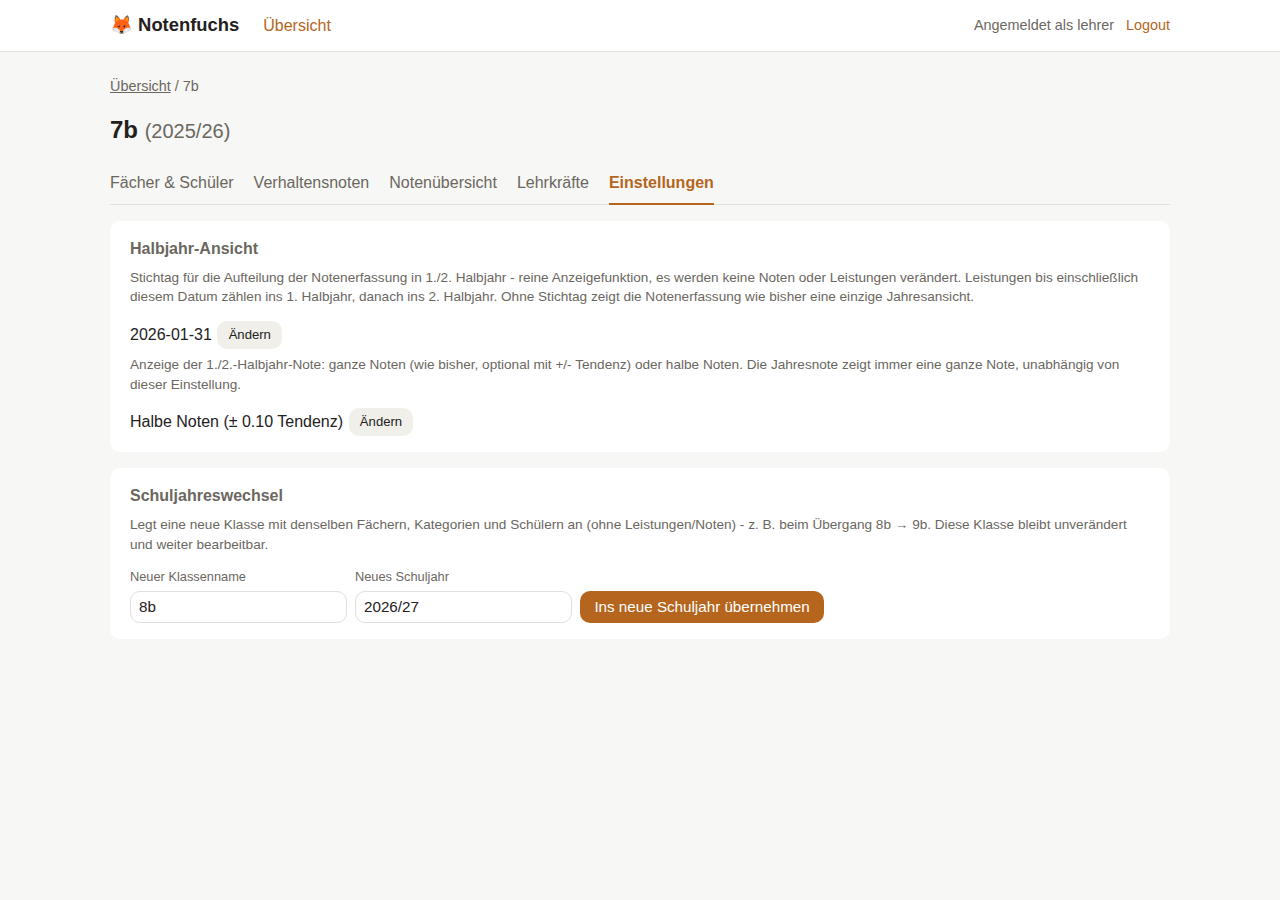 🦊 Notenfuchs Übersicht Angemeldet als lehrer Logout
Übersicht / 7b
7b (2025/26)
Fächer & Schüler Verhaltensnoten Notenübersicht Lehrkräfte Einstellungen
Halbjahr-Ansicht
Stichtag für die Aufteilung der Notenerfassung in 1./2. Halbjahr - reine Anzeigefunktion, es werden keine Noten oder Leistungen verändert. Leistungen bis einschließlich
diesem Datum zählen ins 1. Halbjahr, danach ins 2. Halbjahr. Ohne Stichtag zeigt die Notenerfassung wie bisher eine einzige Jahresansicht.
2026-01-31 Ändern
Anzeige der 1./2.-Halbjahr-Note: ganze Noten (wie bisher, optional mit +/- Tendenz) oder halbe Noten. Die Jahresnote zeigt immer eine ganze Note, unabhängig von
dieser Einstellung.
Halbe Noten (± 0.10 Tendenz) Ändern
Schuljahreswechsel
Legt eine neue Klasse mit denselben Fächern, Kategorien und Schülern an (ohne Leistungen/Noten) - z. B. beim Übergang 8b → 9b. Diese Klasse bleibt unverändert
und weiter bearbeitbar.
Neuer Klassenname Neues Schuljahr
8b 2026/27 Ins neue Schuljahr übernehmen